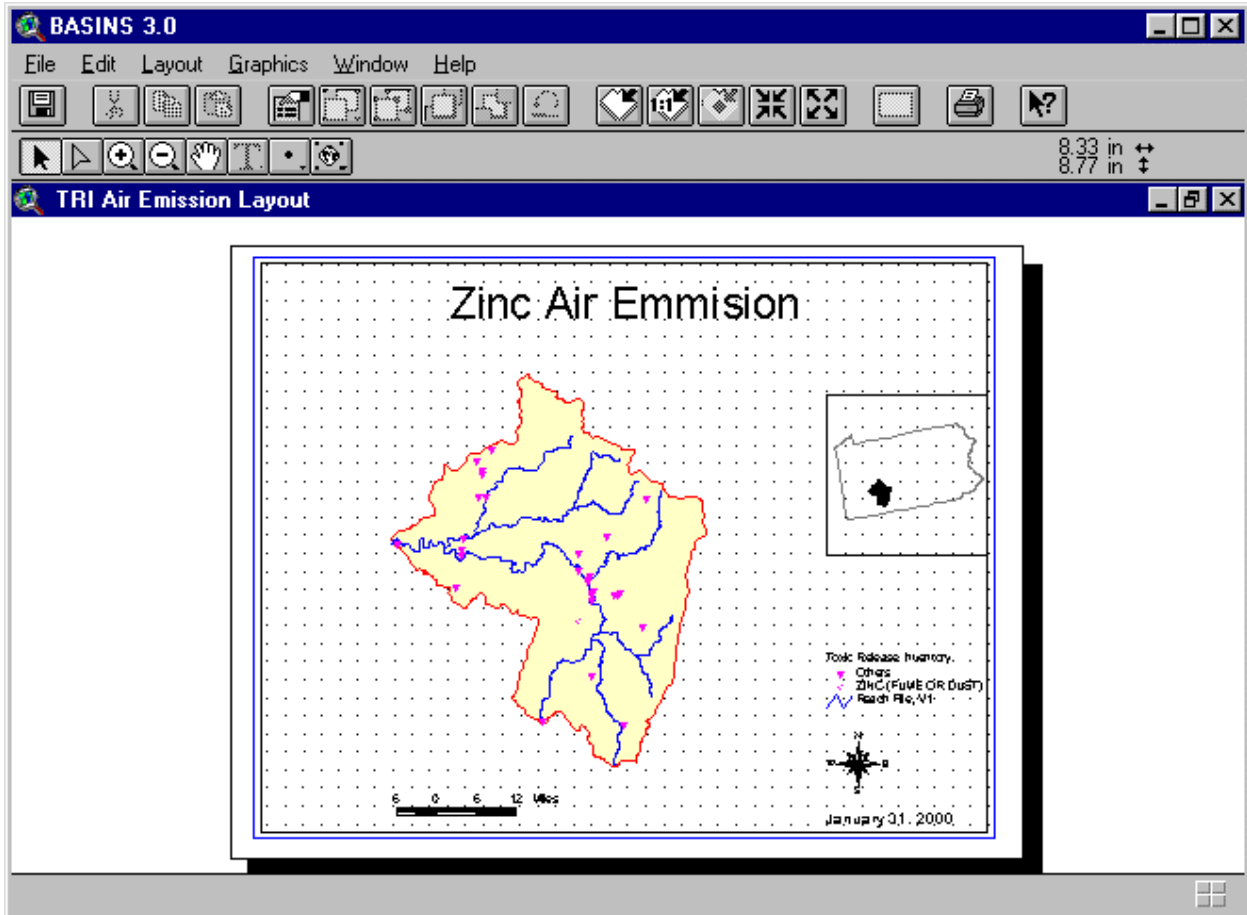 BASINS 3.0
File Edit Layout Graphics Window Help
1:1
?
T
8.33 in
8.77 in
TRI Air Emission Layout
Zinc Air Emmision
Toxic Release Inventory
Others
ZINC (FUME OR DUST)
Reach File, V1
N
S
6 0 6 12 Miles
January 31, 2000